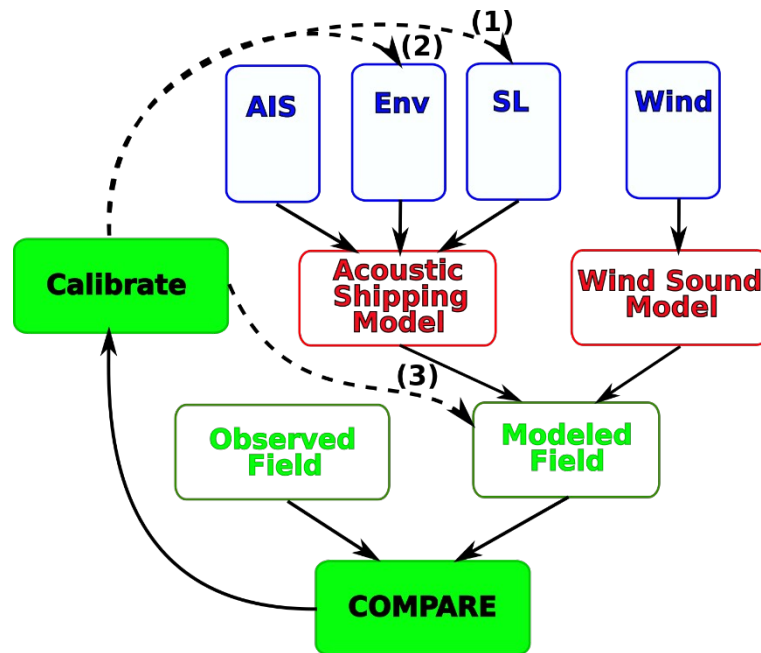 (1)
(2)
AIS
Env
SL
Wind
Calibrate
Acoustic
Shipping
Model
Wind Sound
Model
(3)
Observed
Field
Modeled
Field
COMPARE